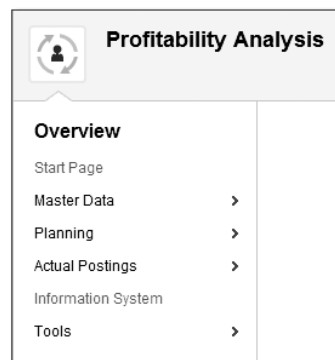 Profitability Analysis
Overview
Start Page
Master Data
Planning
Actual Postings
Information System
Tools